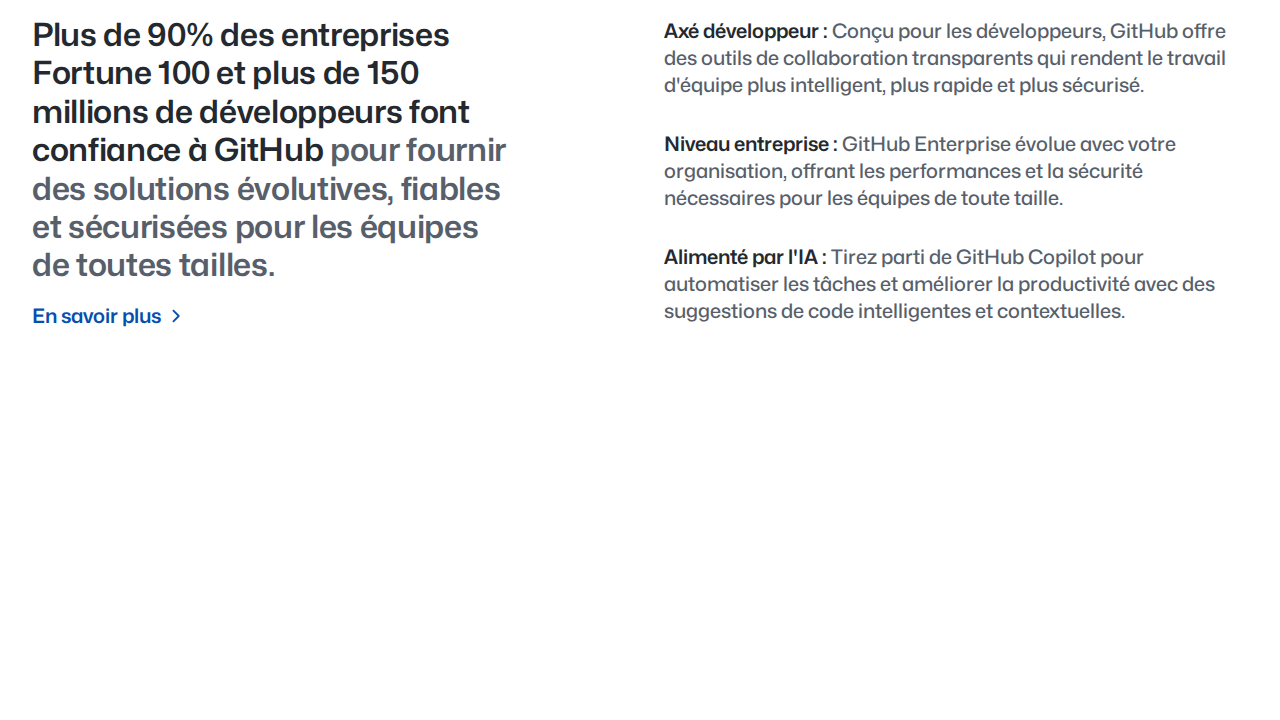 Plus de 90% des entreprises
Fortune 100 et plus de 150
millions de développeurs font
confiance à GitHub pour fournir
des solutions évolutives, fiables
et sécurisées pour les équipes
de toutes tailles.
En savoir plus
Axé développeur : Conçu pour les développeurs, GitHub offre
des outils de collaboration transparents qui rendent le travail
d'équipe plus intelligent, plus rapide et plus sécurisé.
Niveau entreprise : GitHub Enterprise évolue avec votre
organisation, offrant les performances et la sécurité
nécessaires pour les équipes de toute taille.
Alimenté par l'IA : Tirez parti de GitHub Copilot pour
automatiser les tâches et améliorer la productivité avec des
suggestions de code intelligentes et contextuelles.